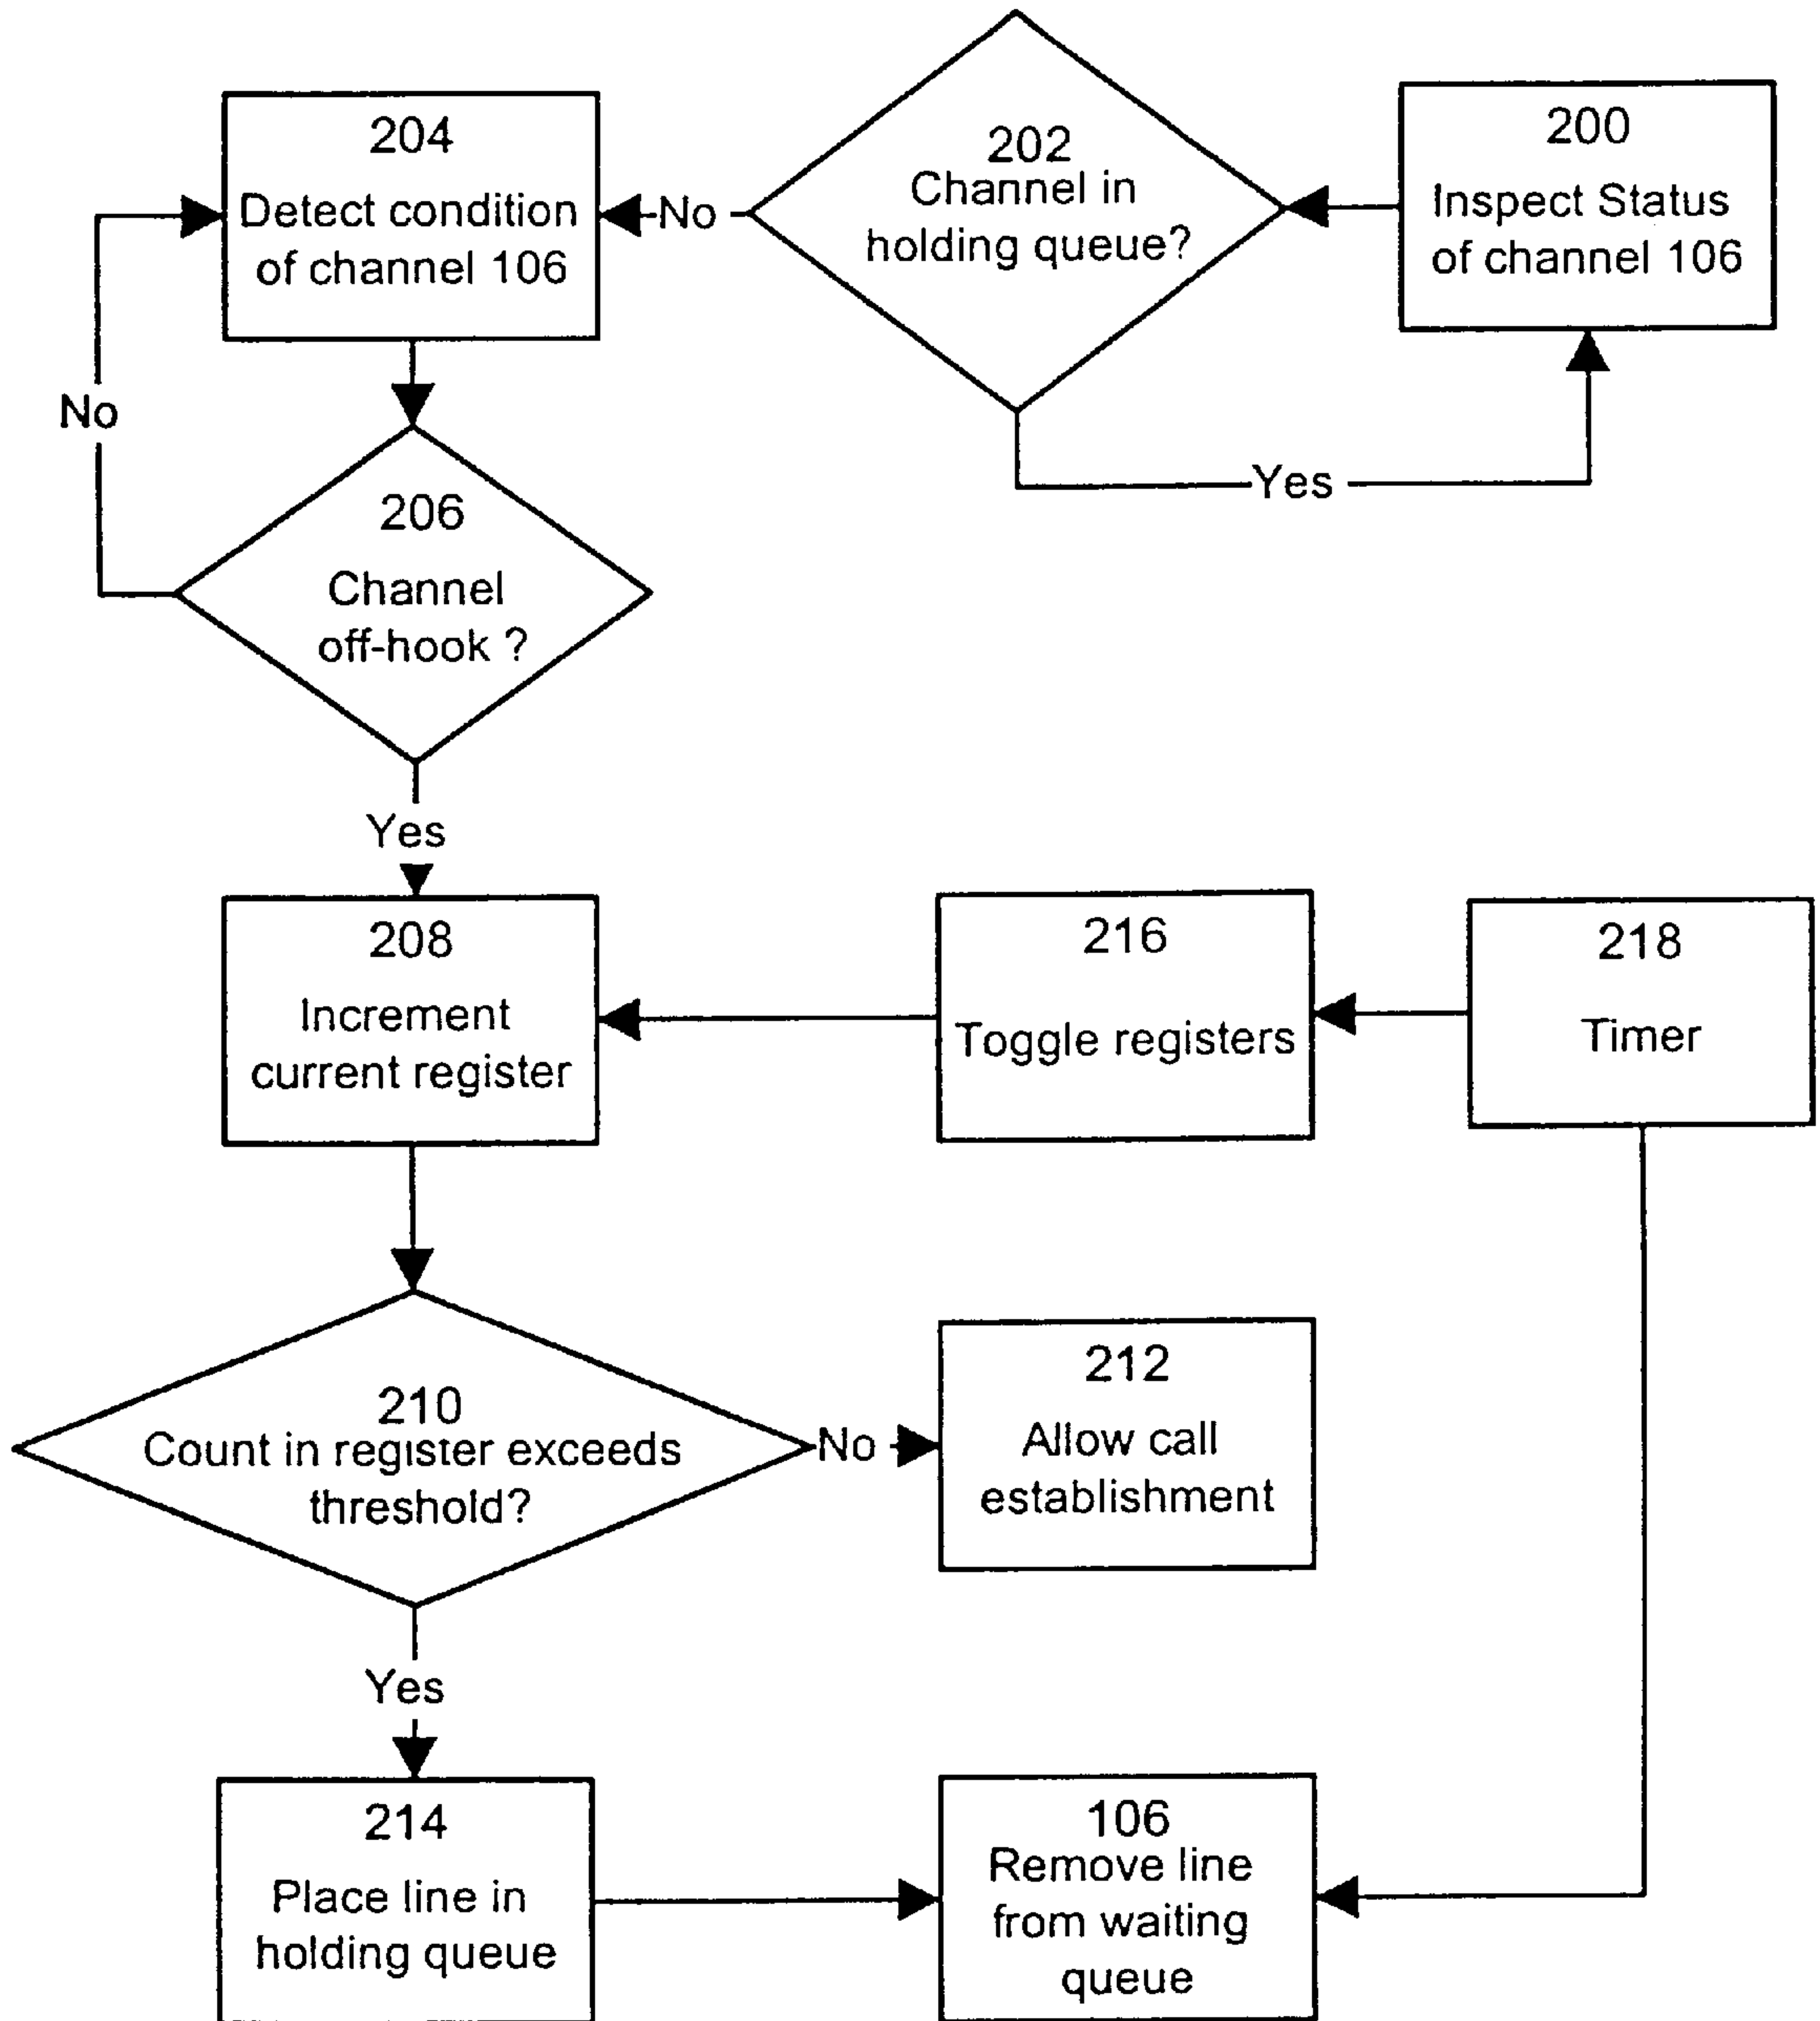 204
Detect condition
of channel 106
No
202
Channel in
holding queue?
200
Inspect Status
of channel 106
Yes
No
206
Channel
off-hook ?
Yes
208
Increment
current register
216
Toggle registers
218
Timer
210
Count in register exceeds
threshold?
No
212
Allow call
establishment
Yes
214
Place line in
holding queue
106
Remove line
from waiting
queue